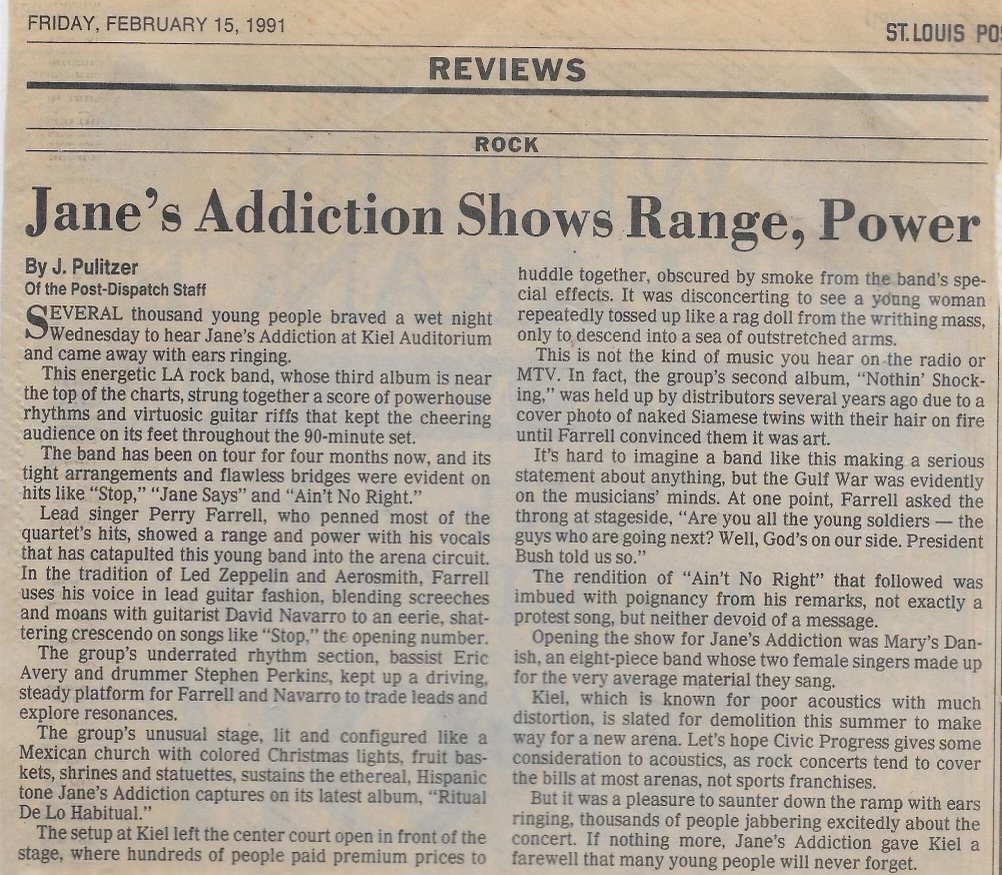 FRIDAY, FEBRUARY 15, 1991
ST. LOUIS POS
REVIEWS
ROCK
Jane's Addiction Shows Range, Power
By J. Pulitzer
Of the Post-Dispatch Staff
SEVERAL thousand young people braved a wet night
Wednesday to hear Jane's Addiction at Kiel Auditorium
and came away with ears ringing.
This energetic LA rock band, whose third album is near
the top of the charts, strung together a score of powerhouse
rhythms and virtuosic guitar riffs that kept the cheering
audience on its feet throughout the 90-minute set.
The band has been on tour for four months now, and its
tight arrangements and flawless bridges were evident on
hits like “Stop,” “Jane Says” and “Ain't No Right.”
Lead singer Perry Farrell, who penned most of the
quartet's hits, showed a range and power with his vocals
that has catapulted this young band into the arena circuit.
In the tradition of Led Zeppelin and Aerosmith, Farrell
uses his voice in lead guitar fashion, blending screeches
and moans with guitarist David Navarro to an eerie, shat-
tering crescendo on songs like “Stop,” the opening number.
The group's underrated rhythm section, bassist Eric
Avery and drummer Stephen Perkins, kept up a driving,
steady platform for Farrell and Navarro to trade leads and
explore resonances.
The group's unusual stage, lit and configured like a
Mexican church with colored Christmas lights, fruit bas-
kets, shrines and statuettes, sustains the ethereal, Hispanic
tone Jane's Addiction captures on its latest album, “Ritual
De Lo Habitual.”
The setup at Kiel left the center court open in front of the
stage, where hundreds of people paid premium prices to
huddle together, obscured by smoke from the band's spe-
cial effects. It was disconcerting to see a young woman
repeatedly tossed up like a rag doll from the writhing mass,
only to descend into a sea of outstretched arms.
This is not the kind of music you hear on the radio or
MTV. In fact, the group's second album, “Nothin' Shock-
ing,” was held up by distributors several years ago due to a
cover photo of naked Siamese twins with their hair on fire
until Farrell convinced them it was art.
It's hard to imagine a band like this making a serious
statement about anything, but the Gulf War was evidently
on the musicians' minds. At one point, Farrell asked the
throng at stageside, “Are you all the young soldiers — the
guys who are going next? Well, God's on our side. President
Bush told us so.”
The rendition of “Ain't No Right” that followed was
imbued with poignancy from his remarks, not exactly a
protest song, but neither devoid of a message.
Opening the show for Jane's Addiction was Mary's Dan-
ish, an eight-piece band whose two female singers made up
for the very average material they sang.
Kiel, which is known for poor acoustics with much
distortion, is slated for demolition this summer to make
way for a new arena. Let's hope Civic Progress gives some
consideration to acoustics, as rock concerts tend to cover
the bills at most arenas, not sports franchises.
But it was a pleasure to saunter down the ramp with ears
ringing, thousands of people jabbering excitedly about the
concert. If nothing more, Jane's Addiction gave Kiel a
farewell that many young people will never forget.